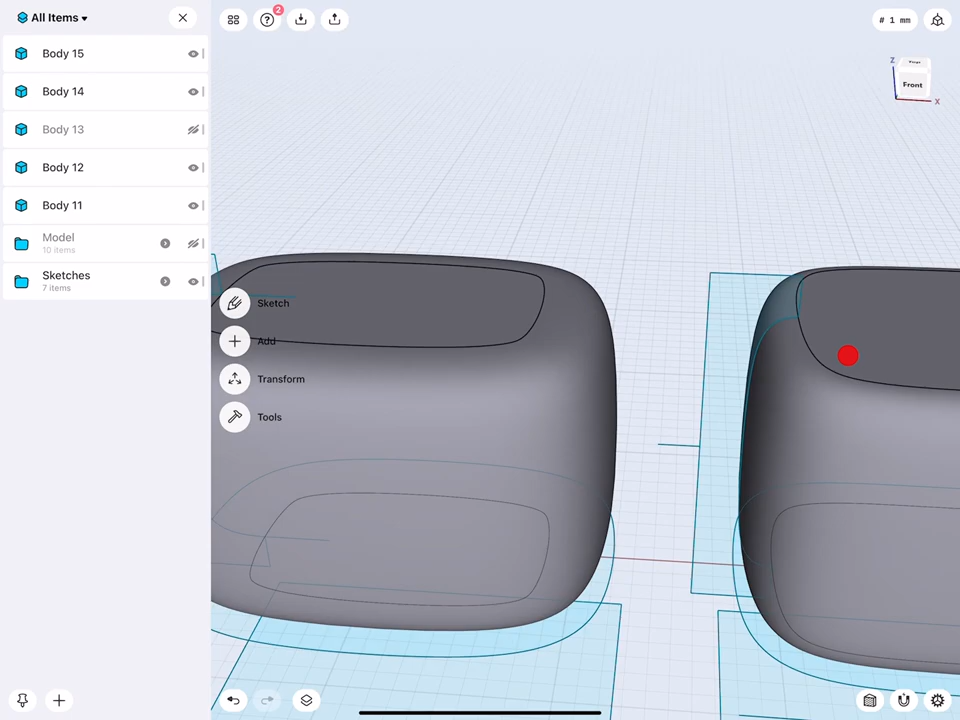 All Items ▾
2
# 1 mm
Body 15
Body 14
Body 13
Body 12
Body 11
Model
10 items
Sketches
7 items
Sketch
Add
Transform
Tools
Z
Front
X